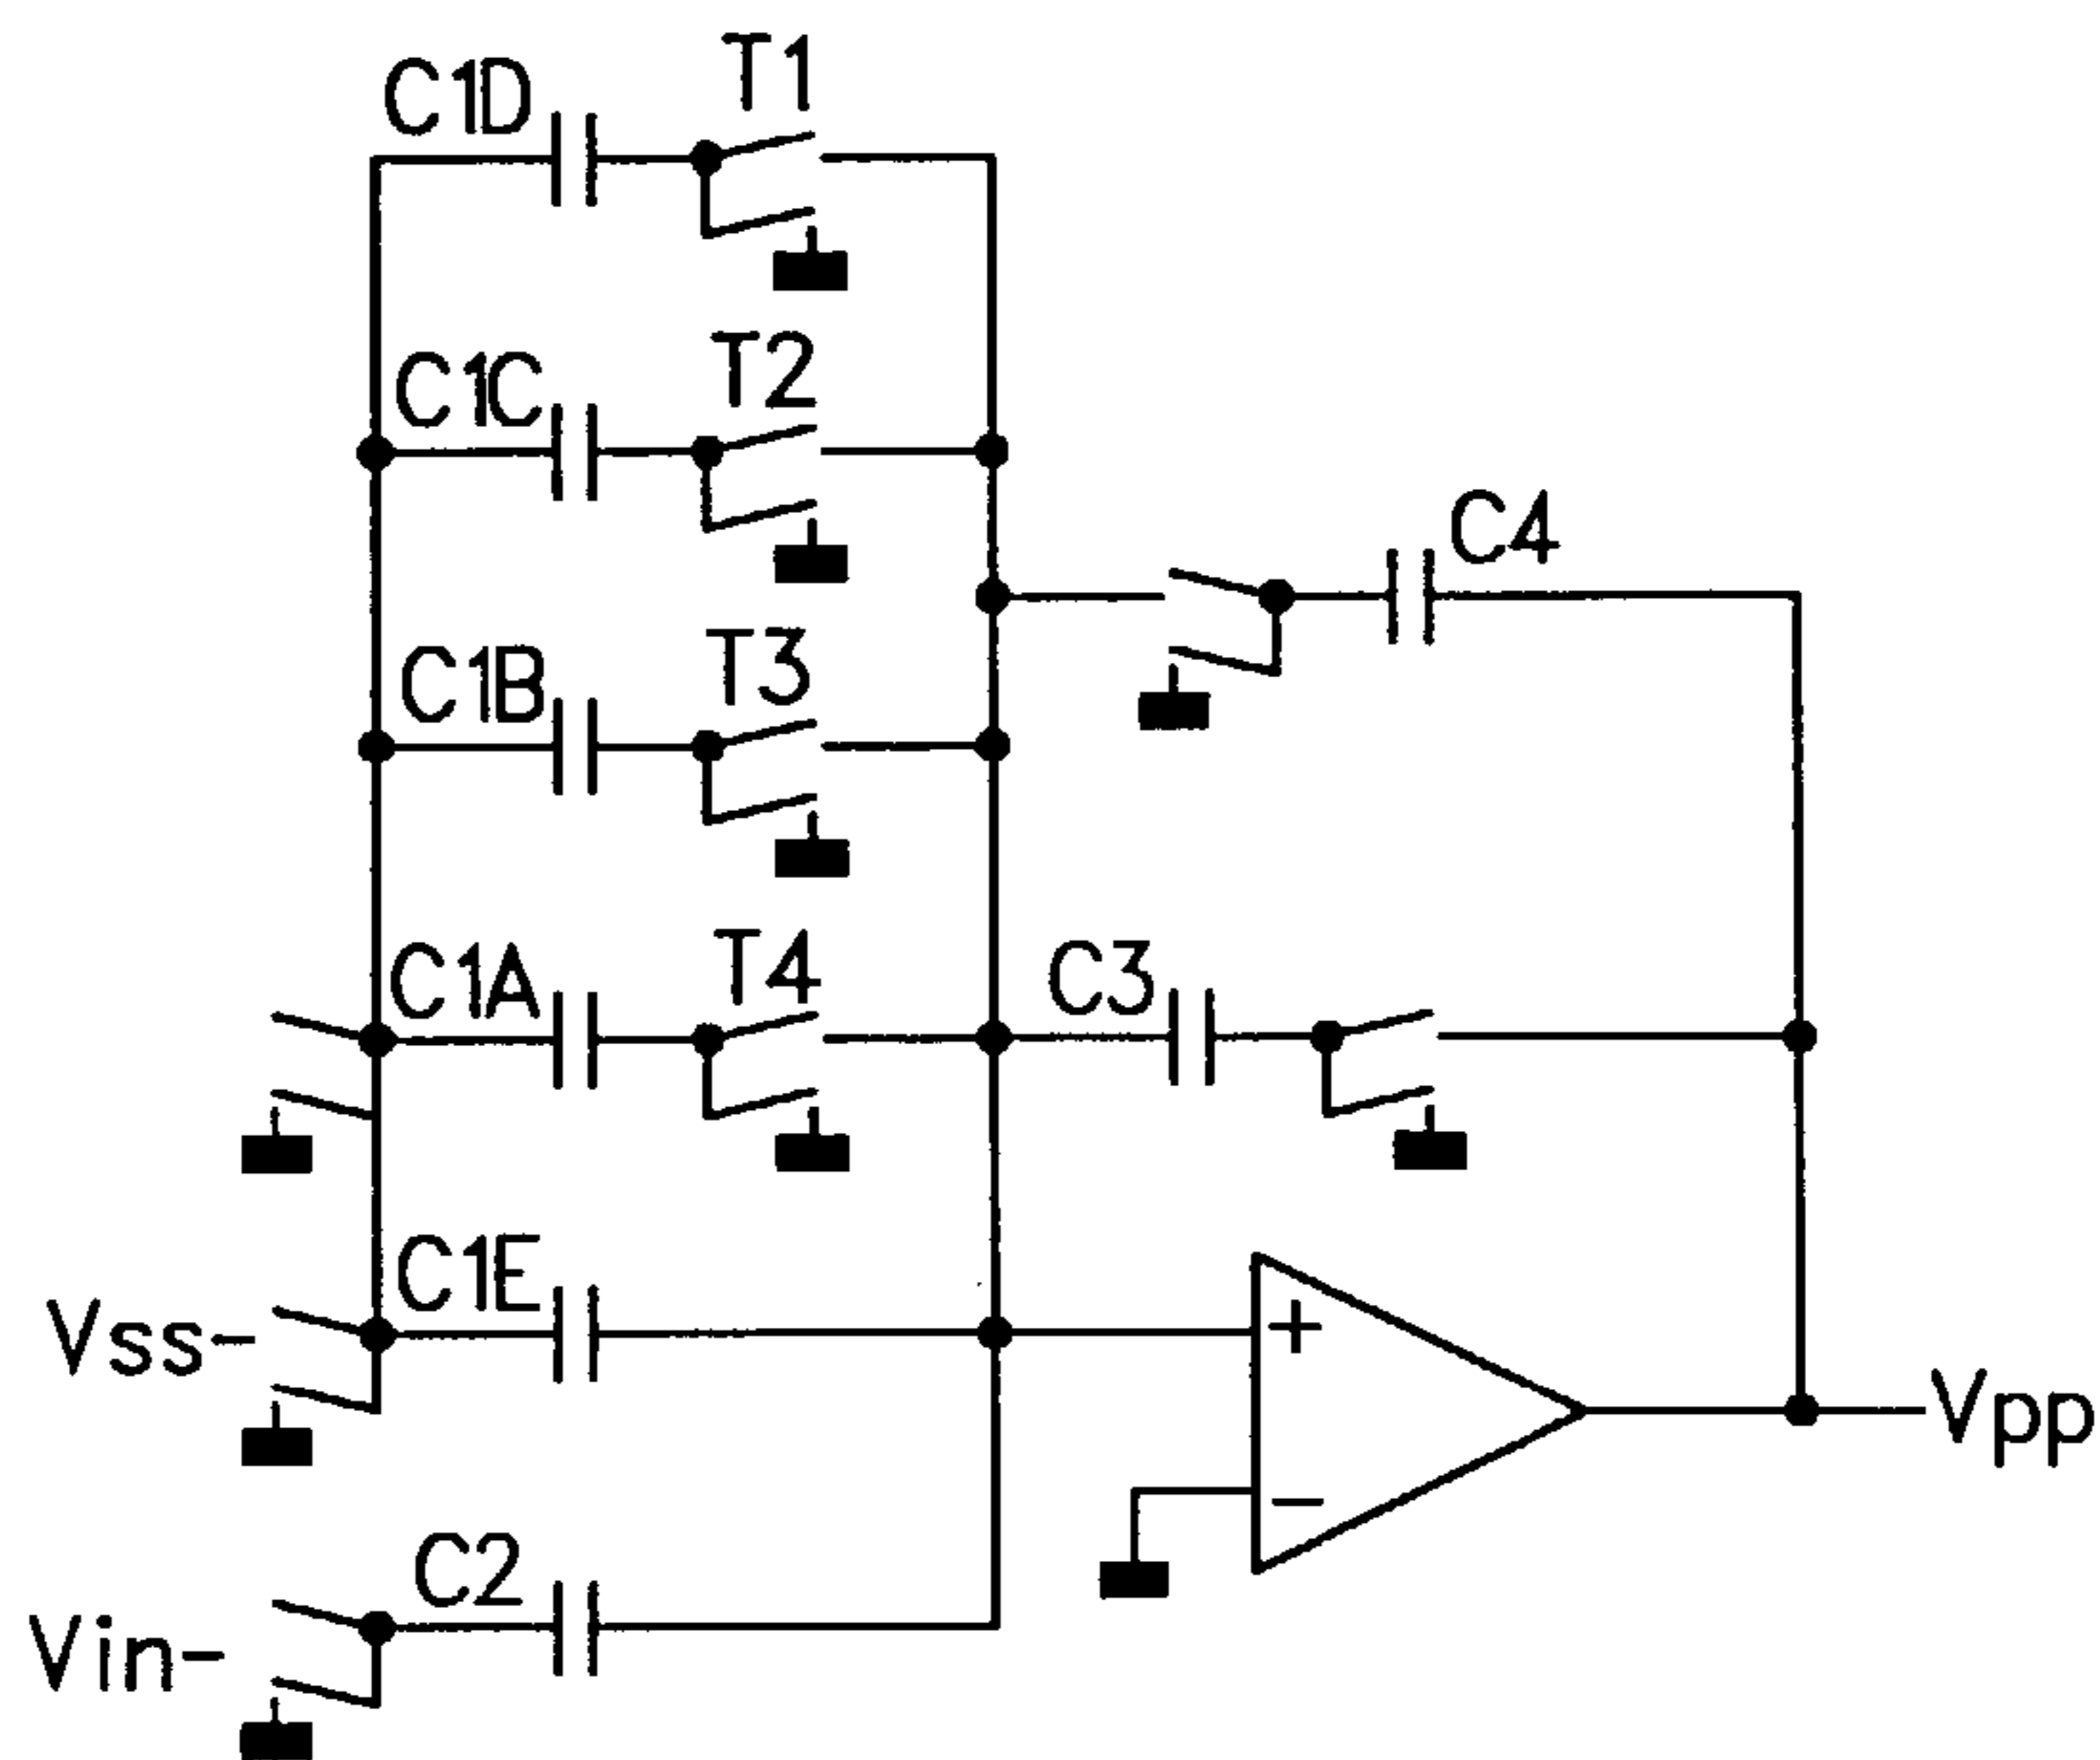 C1D
T1
C1C
T2
C4
C1B
T3
C1A
T4
C3
C1E
Vss-
+
Vpp
−
C2
Vin-